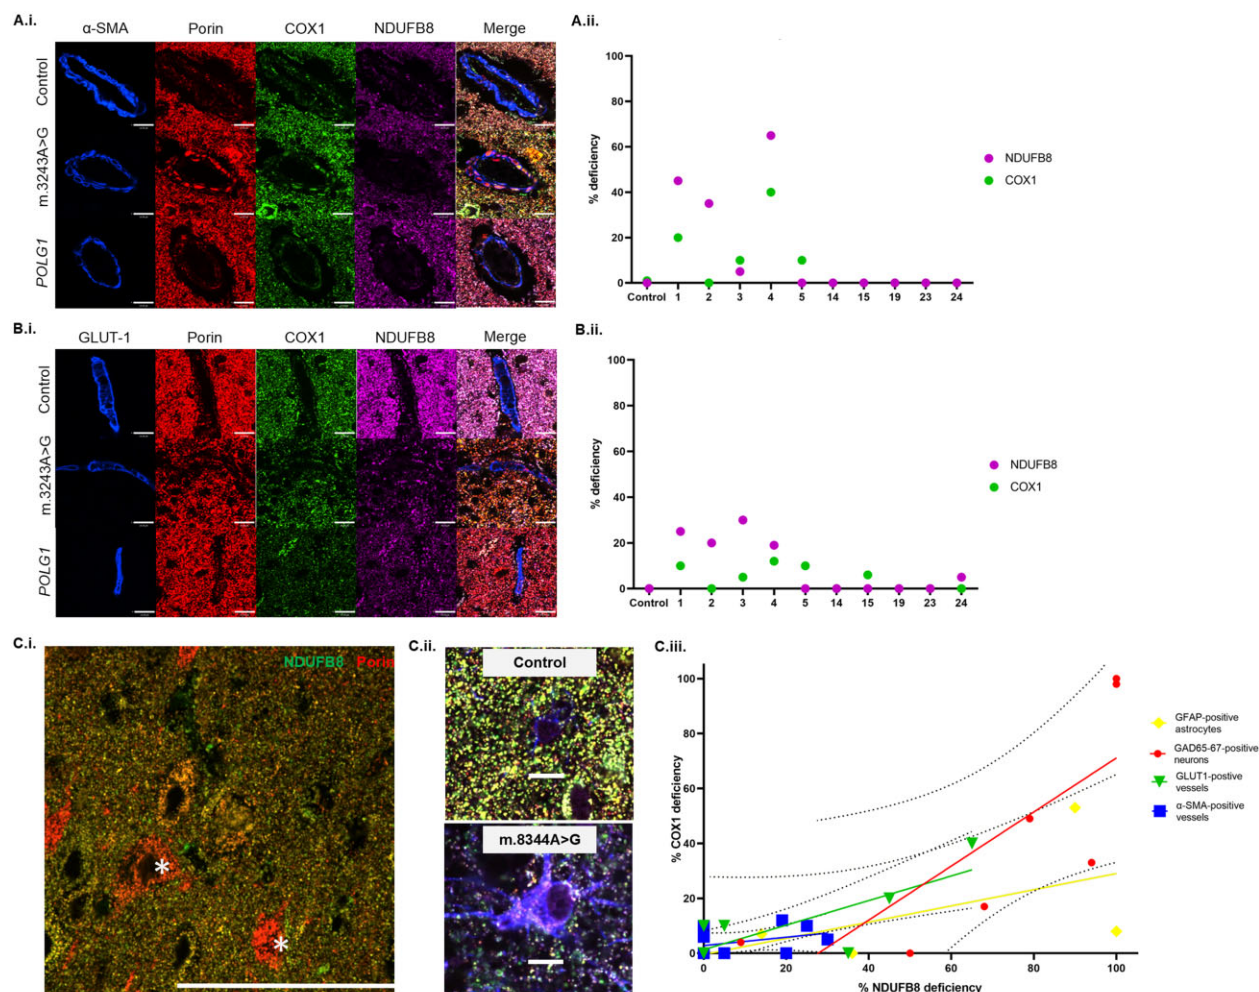 A.i.
α-SMA Porin COX1 NDUFB8 Merge
Control
m.3243A>G
POLG1
A.ii.
% deficiency
100
80
60
40
20
0
Control 1 2 3 4 5 14 15 19 23 24
NDUFB8
COX1
B.i.
GLUT-1 Porin COX1 NDUFB8 Merge
Control
m.3243A>G
POLG1
B.ii.
% deficiency
100
80
60
40
20
0
Control 1 2 3 4 5 14 15 19 23 24
NDUFB8
COX1
C.i.
NDUFB8 Porin
*
*
C.ii.
Control
m.8344A>G
C.iii.
% COX1 deficiency
100
80
60
40
20
0
0 20 40 60 80 100
% NDUFB8 deficiency
GFAP-positive
astrocytes
GAD65-67-positive
neurons
GLUT1-postive
vessels
α-SMA-positive
vessels